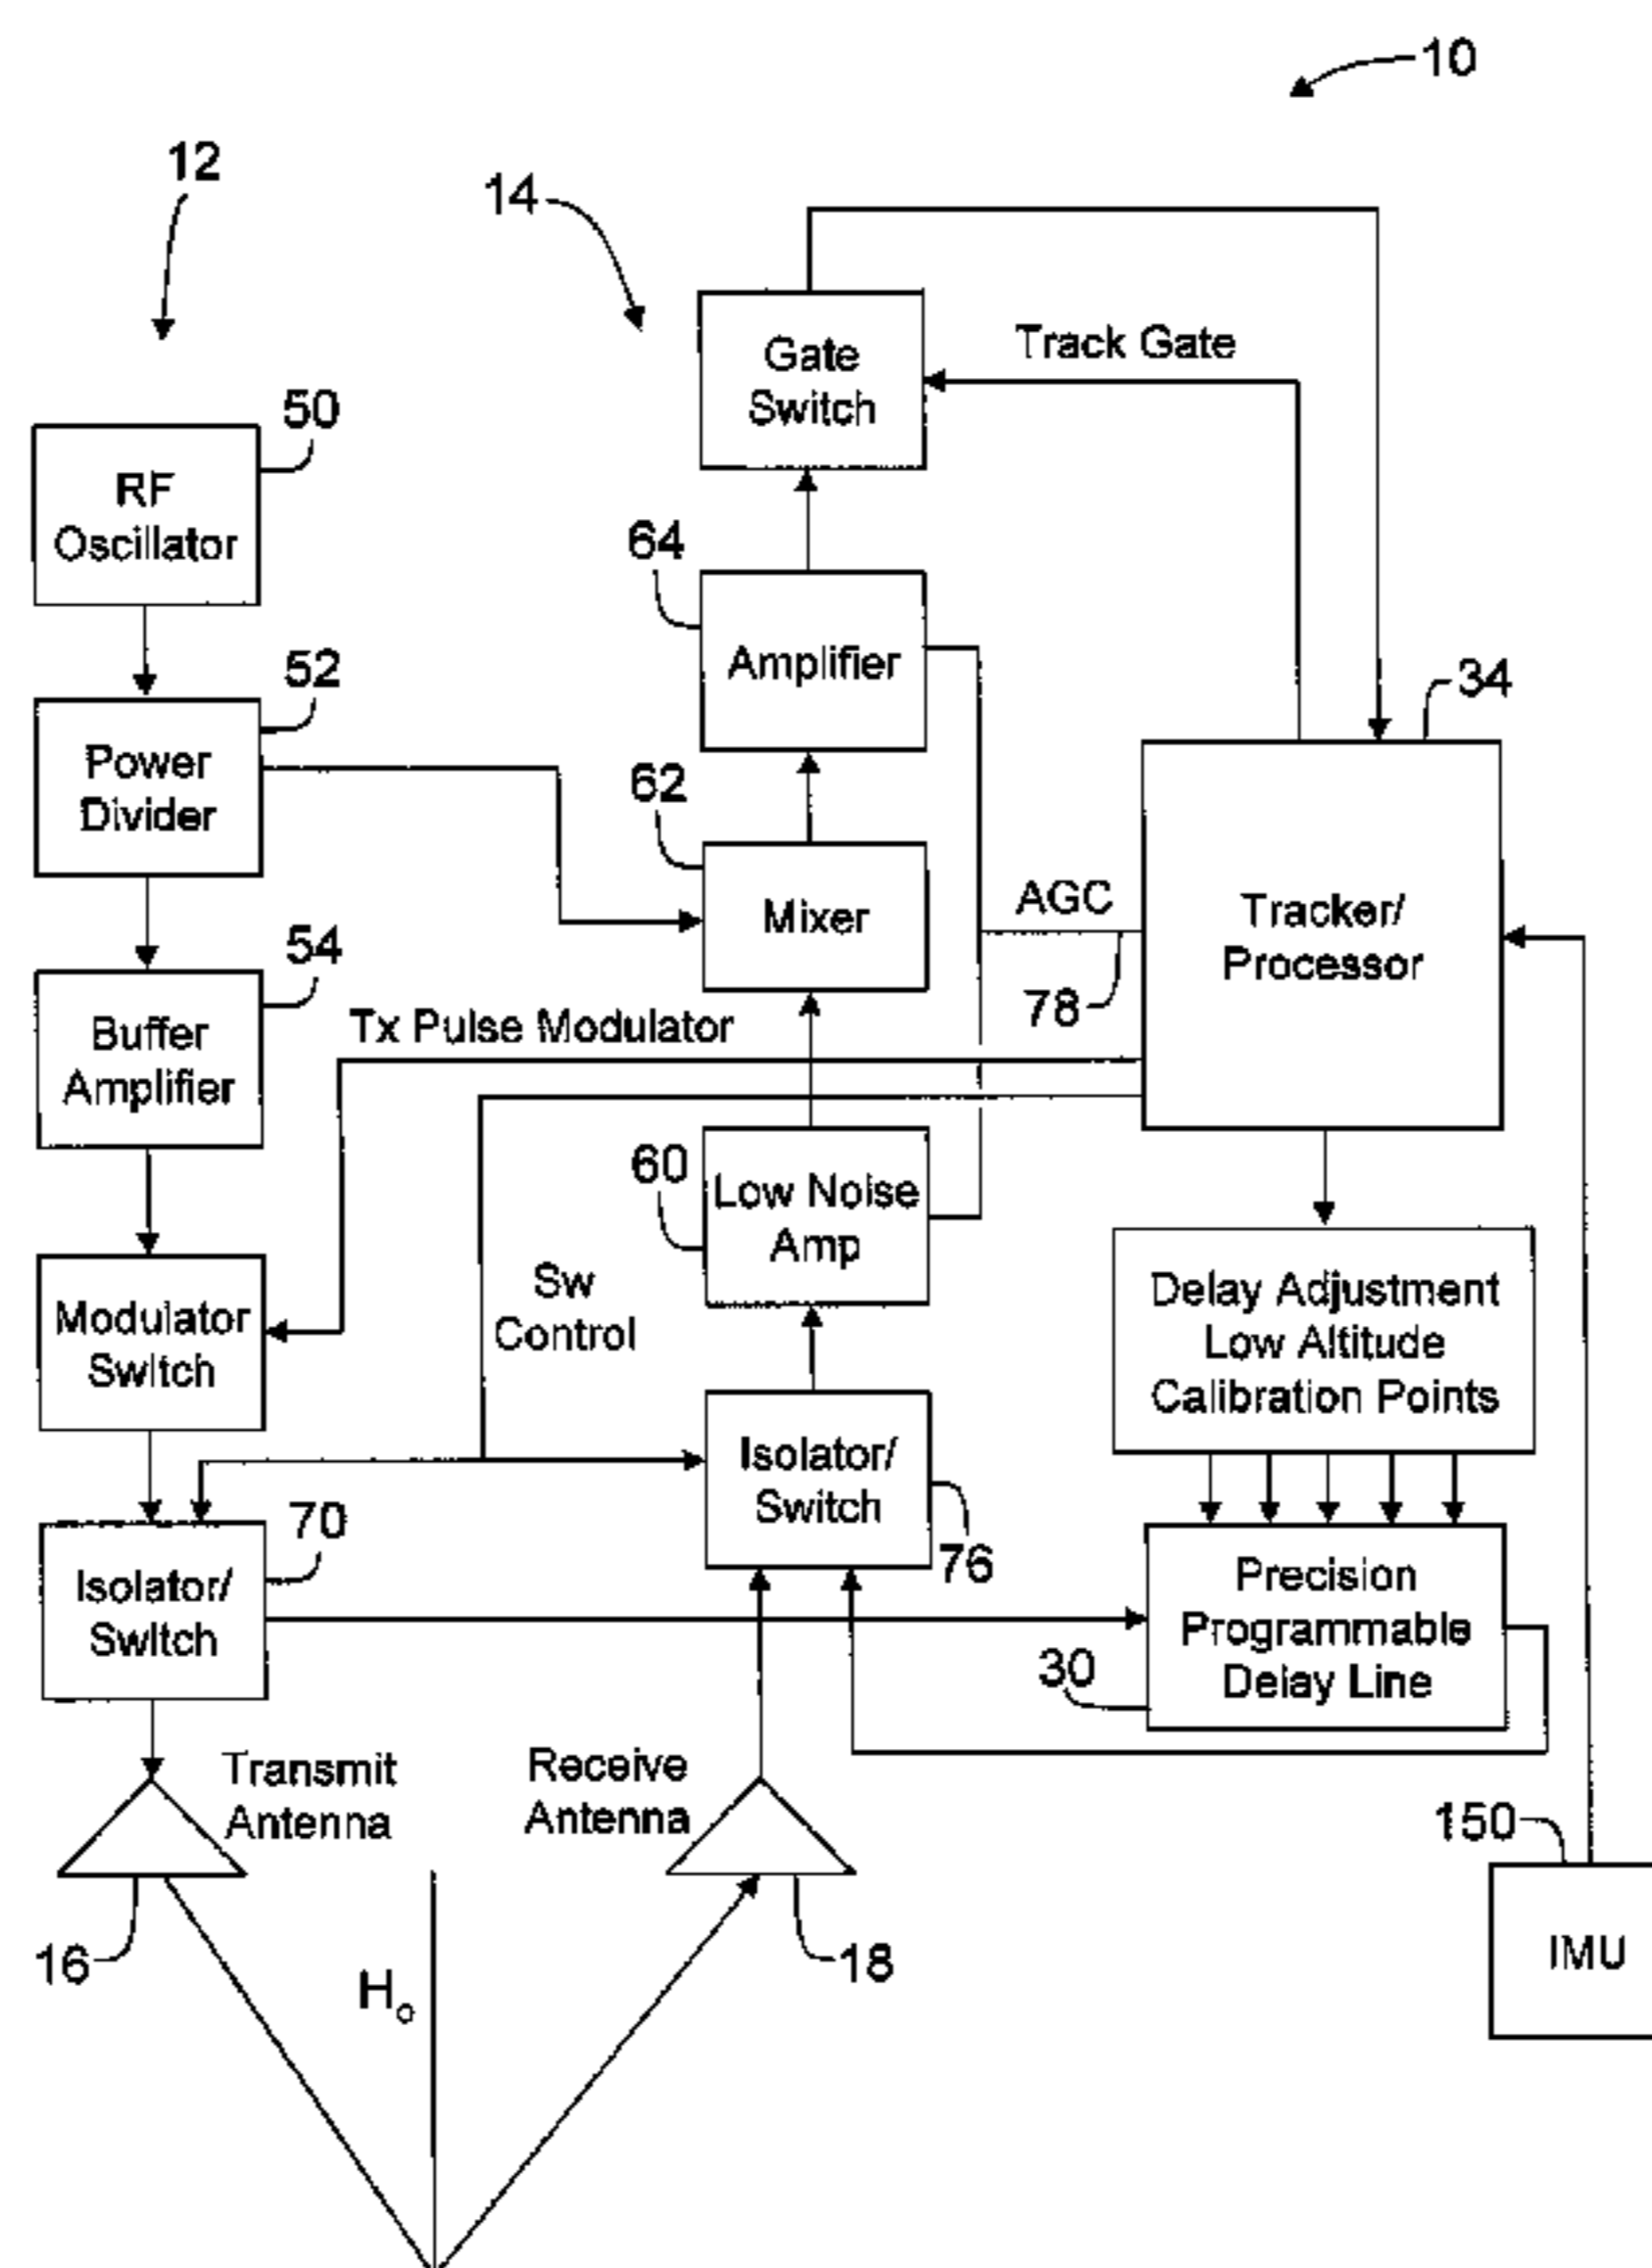 10
12
14
Gate
Switch
Track Gate
50
RF
Oscillator
64
Amplifier
52
34
Power
Divider
62
Mixer
AGC
Tracker/
Processor
54
78
Buffer
Amplifier
Tx Pulse Modulator
60
Low Noise
Amp
Sw
Control
Delay Adjustment
Low Altitude
Calibration Points
Modulator
Switch
Isolator/
Switch
76
70
Isolator/
Switch
Precision
Programmable
Delay Line
30
Transmit
Antenna
Receive
Antenna
150
16
Ho
18
IMU